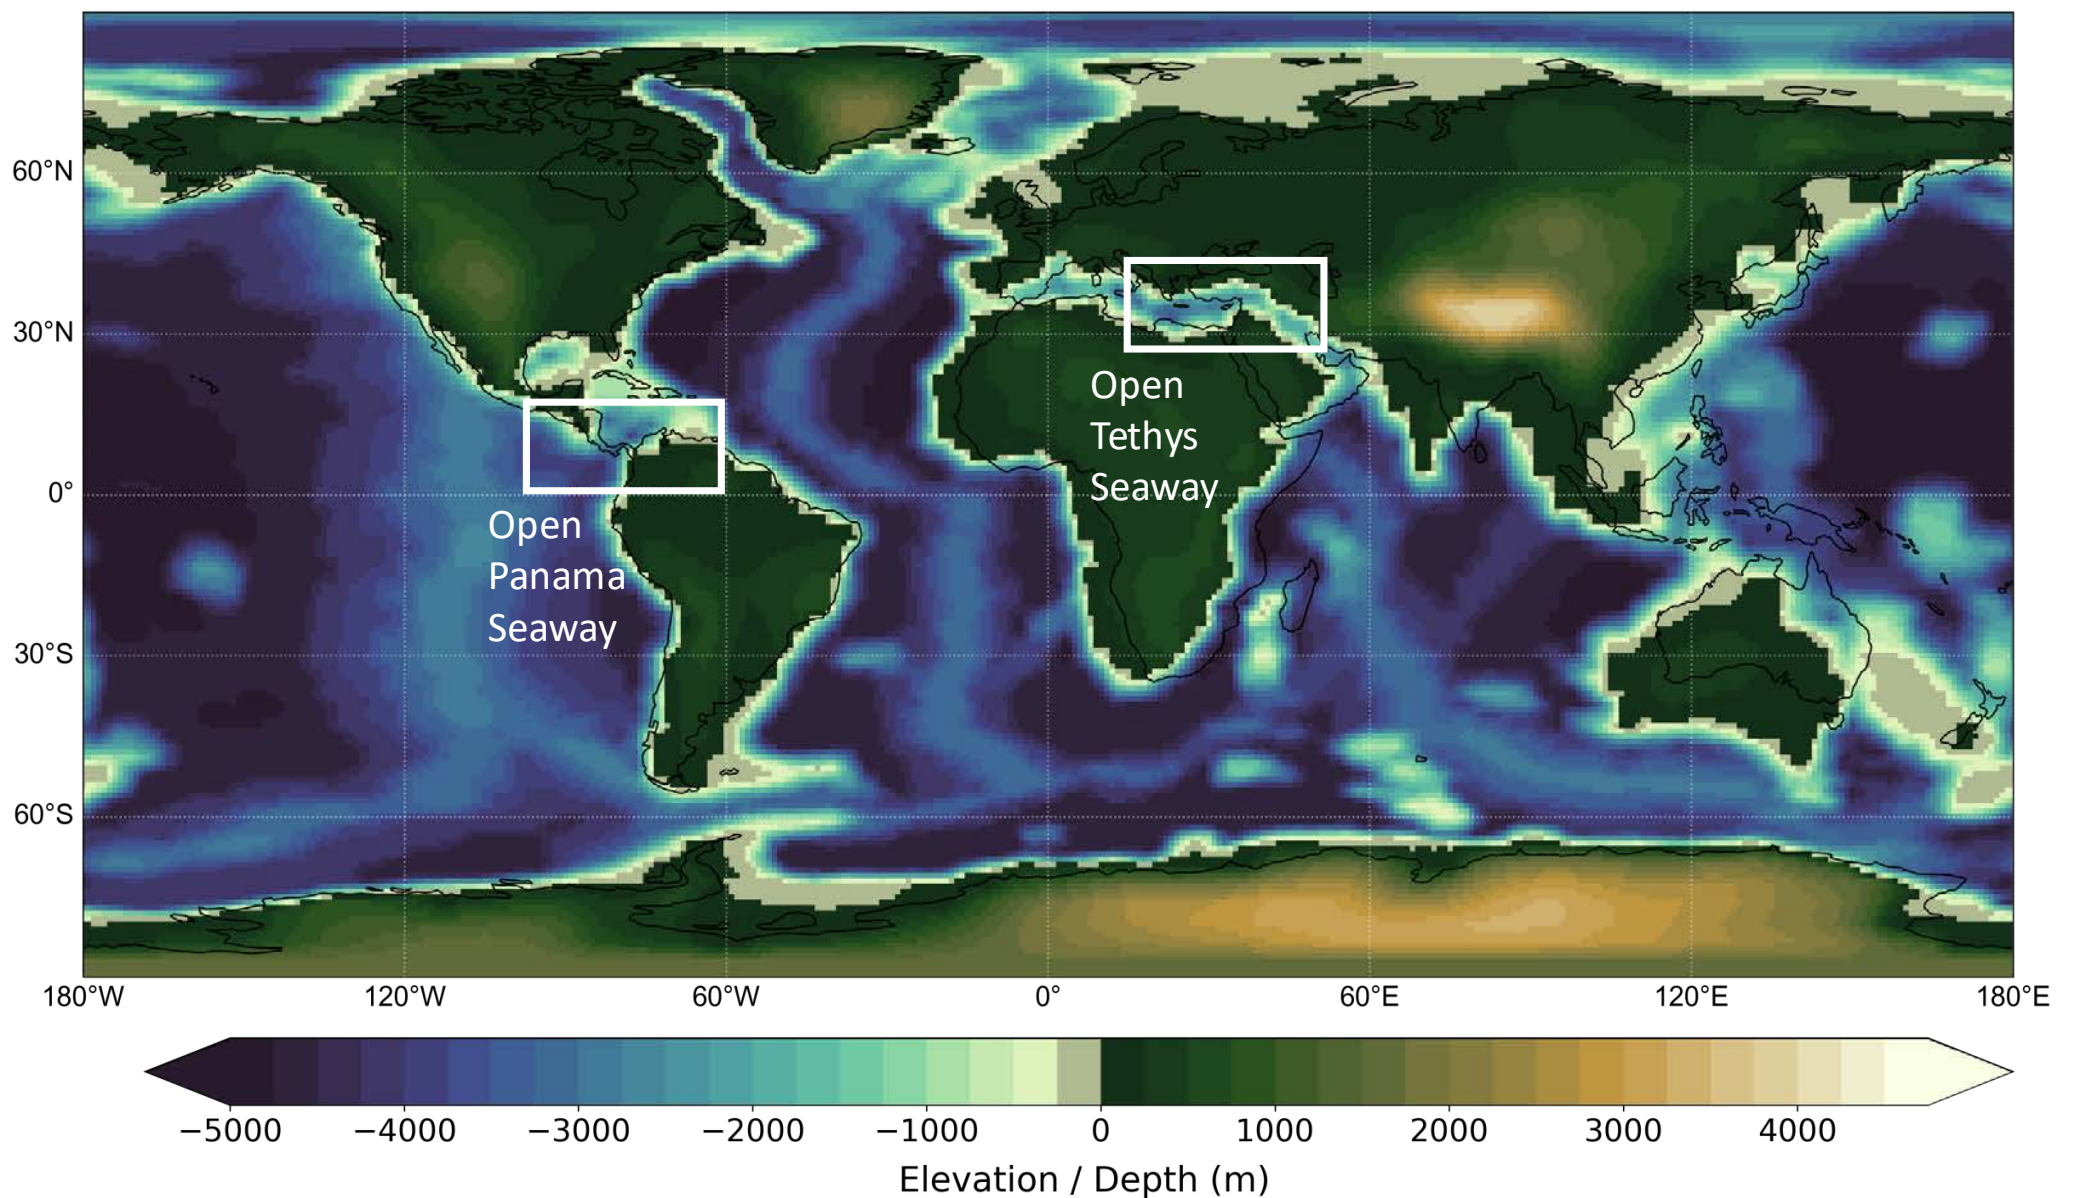 60°N
30°N
0°
30°S
60°S
Open
Tethys
Seaway
Open
Panama
Seaway
180°W 120°W 60°W 0° 60°E 120°E 180°E
−5000 −4000 −3000 −2000 −1000 0 1000 2000 3000 4000
Elevation / Depth (m)